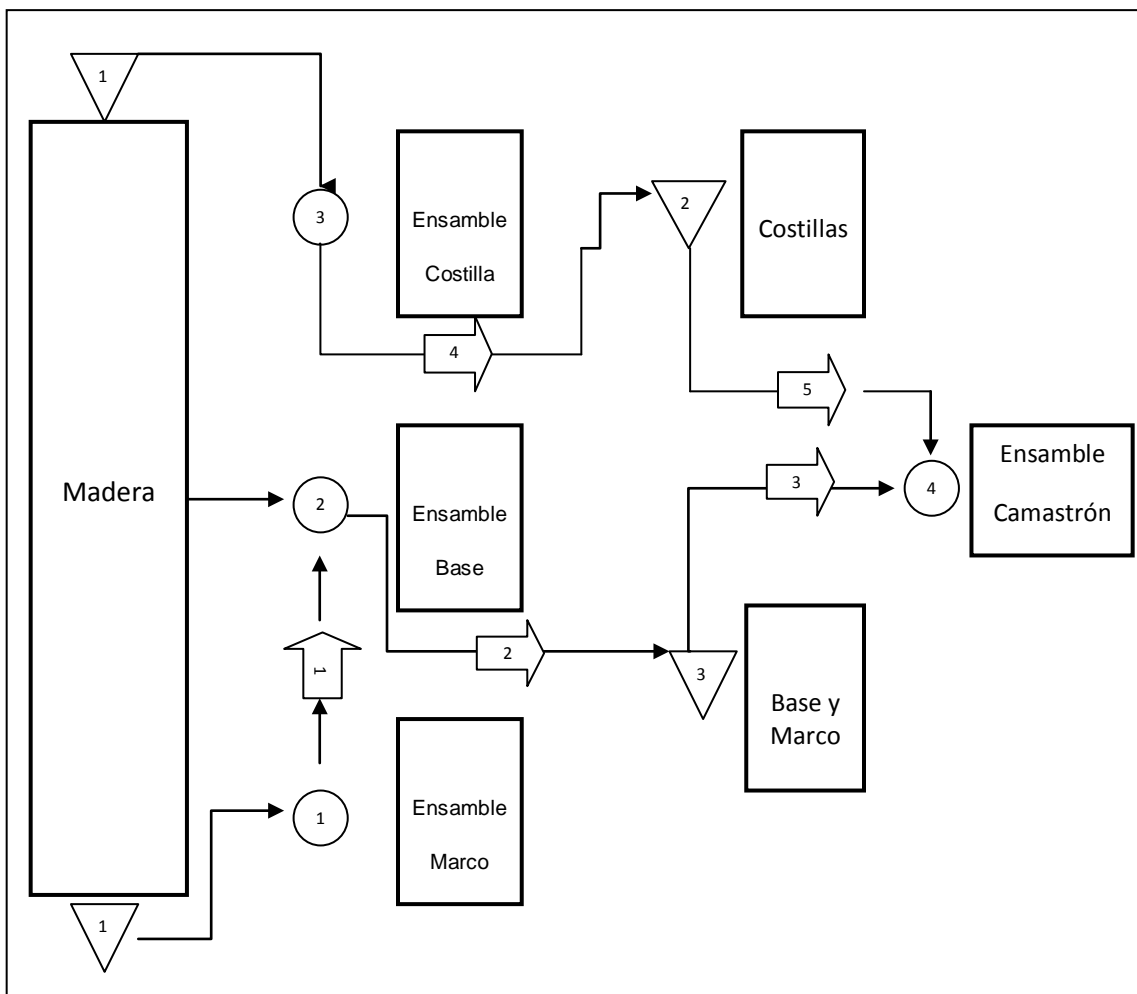 1
3
Ensamble
Costilla
2
Costillas
4
5
Madera
2
Ensamble
Base
3
4
Ensamble
Camastrón
1
2
3
Base y
Marco
1
Ensamble
Marco
1